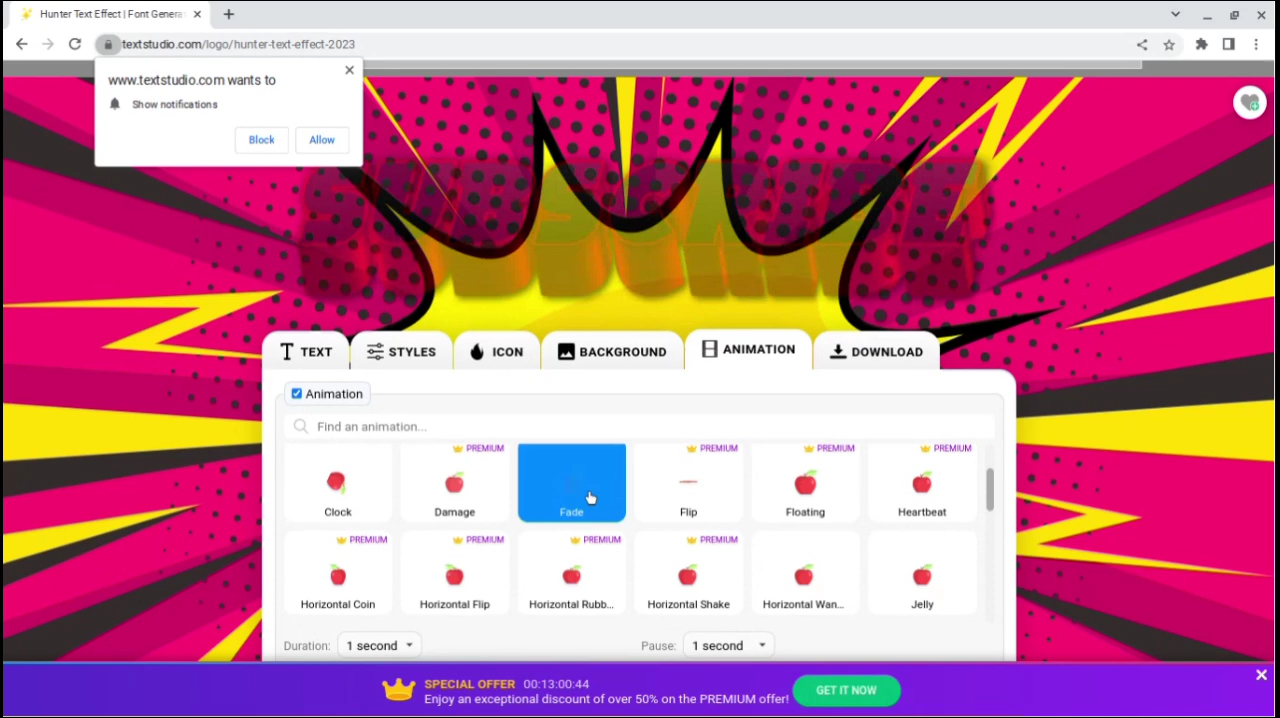 Hunter Text Effect | Font Genera
textstudio.com/logo/hunter-text-effect-2023
www.textstudio.com wants to
Show notifications
Block
Allow
TEXT
STYLES
ICON
BACKGROUND
ANIMATION
DOWNLOAD
Animation
Find an animation...
PREMIUM
PREMIUM
PREMIUM
PREMIUM
Clock
Damage
Fade
Flip
Floating
Heartbeat
PREMIUM
PREMIUM
PREMIUM
PREMIUM
Horizontal Coin
Horizontal Flip
Horizontal Rubb...
Horizontal Shake
Horizontal Wan...
Jelly
Duration:
1 second
Pause:
1 second
SPECIAL OFFER 00:13:00:44
Enjoy an exceptional discount of over 50% on the PREMIUM offer!
GET IT NOW